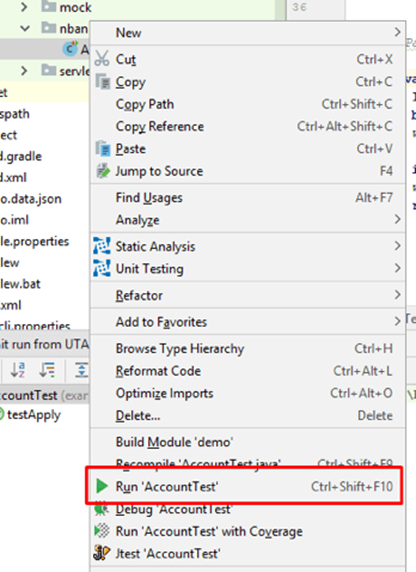 mock
36
nban
New
A
Cut Ctrl+X
servle
Copy Ctrl+C
et
Copy Path Ctrl+Shift+C
spath
Copy Reference Ctrl+Alt+Shift+C
ect
Paste Ctrl+V
d.gradle
Jump to Source F4
d.xml
Find Usages Alt+F7
o.data.json
o.iml
Analyze
le.properties
Static Analysis
lew
Unit Testing
lew.bat
.xml
Refactor
cli.properties
Add to Favorites
nit run from UTA
Browse Type Hierarchy Ctrl+H
Reformat Code Ctrl+Alt+L
ccountTest (exar
Optimize Imports Ctrl+Alt+O
testApply
Delete... Delete
Build Module 'demo'
Recompile 'AccountTest.java' Ctrl+Shift+F9
Run 'AccountTest' Ctrl+Shift+F10
Debug 'AccountTest'
Run 'AccountTest' with Coverage
Jtest 'AccountTest'